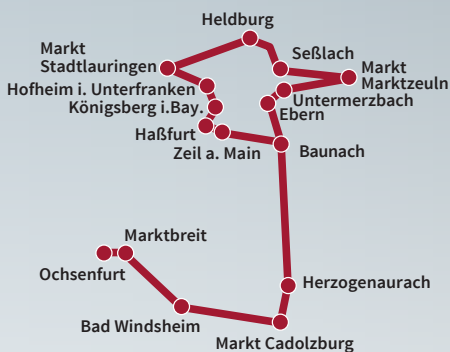 Heldburg
Markt
Stadtlauringen
Seßlach
Markt
Marktzeuln
Hofheim i. Unterfranken
Untermerzbach
Königsberg i.Bay.
Ebern
Haßfurt
Zeil a. Main
Baunach
Marktbreit
Ochsenfurt
Herzogenaurach
Bad Windsheim
Markt Cadolzburg